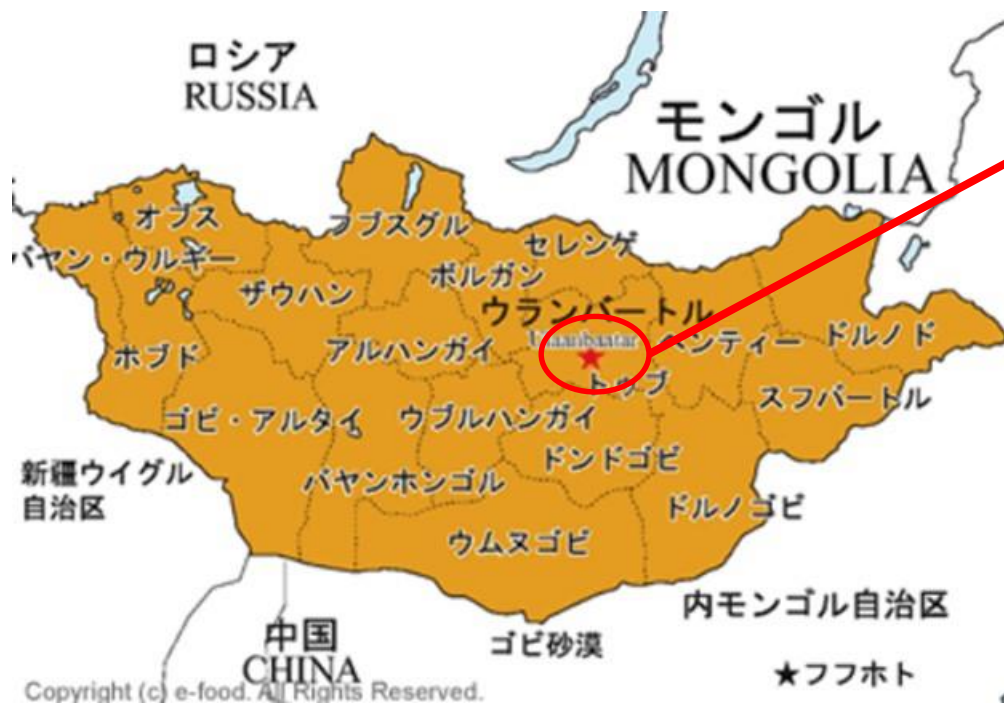 ロシア
RUSSIA
モンゴル
MONGOLIA
オブス
フブスグル
セレンゲ
バヤン・ウルギー
ボルガン
ザウハン
ウランバートル
Ulaanbaatar
ドルノド
ホブド
アルハンガイ
ヘンティー
トゥブ
スフバートル
ゴビ・アルタイ
ウブルハンガイ
ドンドゴビ
新疆ウイグル
自治区
バヤンホンゴル
ドルノゴビ
ウムヌゴビ
内モンゴル自治区
中国
CHINA
ゴビ砂漠
★フフホト
Copyright (c) e-food. All Rights Reserved.